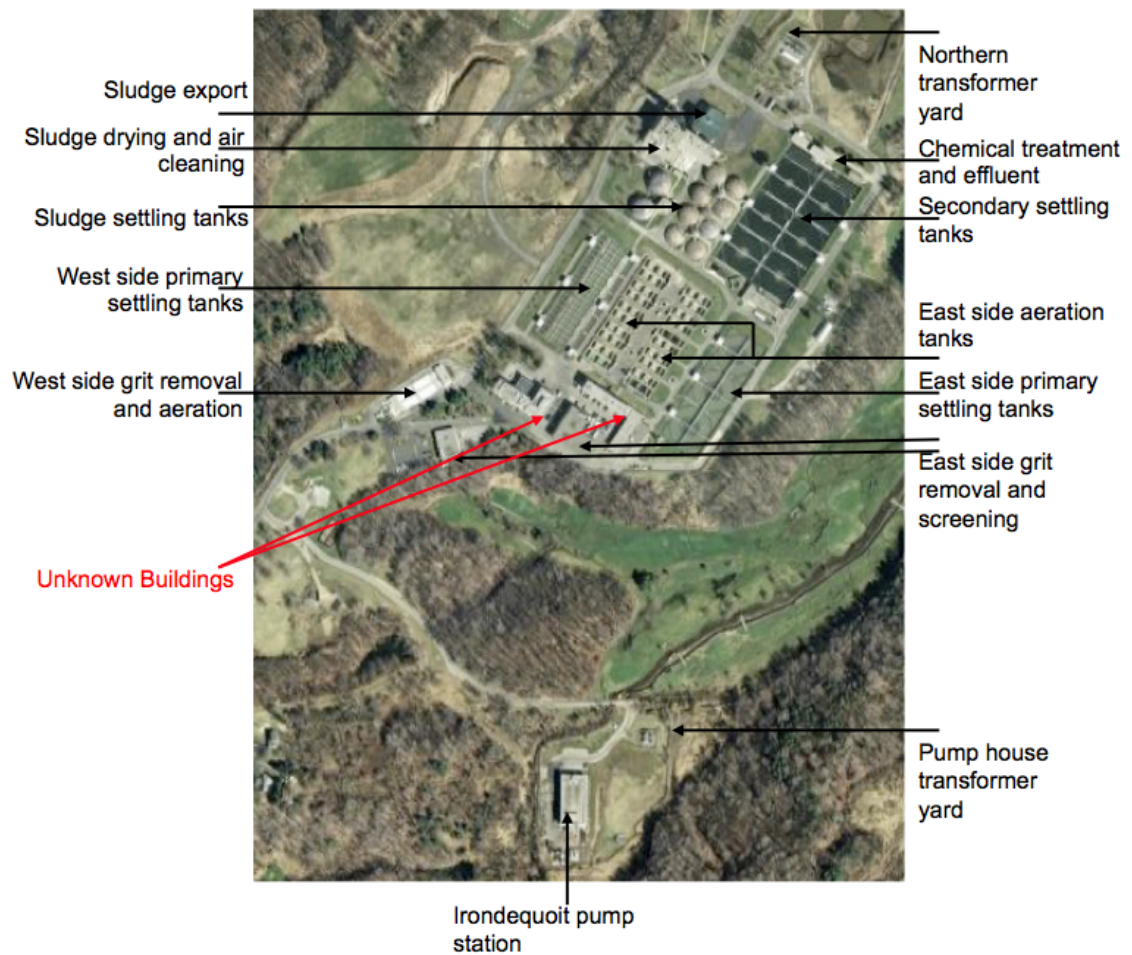 Northern
transformer
yard
Sludge export
Sludge drying and air
cleaning
Chemical treatment
and effluent
Sludge settling tanks
Secondary settling
tanks
West side primary
settling tanks
East side aeration
tanks
West side grit removal
and aeration
East side primary
settling tanks
East side grit
removal and
screening
Unknown Buildings
Pump house
transformer
yard
Irondequoit pump
station